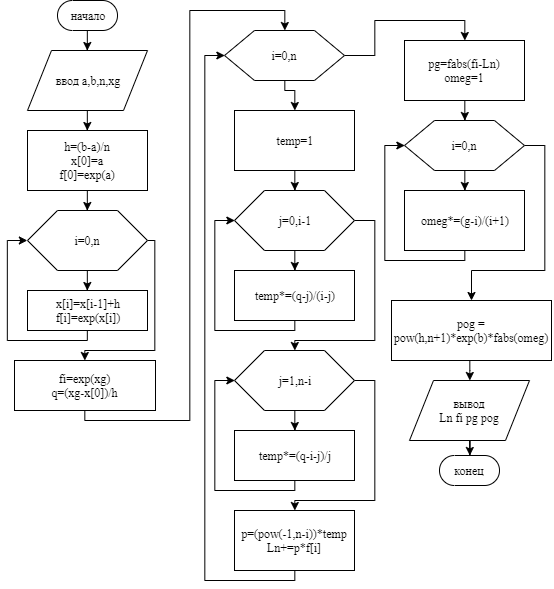 начало
ввод a,b,n,xg
h=(b-a)/n
x[0]=a
f[0]=exp(a)
i=0,n
x[i]=x[i-1]+h
f[i]=exp(x[i])
fi=exp(xg)
q=(xg-x[0])/h
i=0,n
temp=1
j=0,i-1
temp*=(q-j)/(i-j)
j=1,n-i
temp*=(q-i-j)/j
p=(pow(-1,n-i))*temp
Ln+=p*f[i]
pg=fabs(fi-Ln)
omeg=1
i=0,n
omeg*=(g-i)/(i+1)
pog =
pow(h,n+1)*exp(b)*fabs(omeg)
вывод
Ln fi pg pog
конец